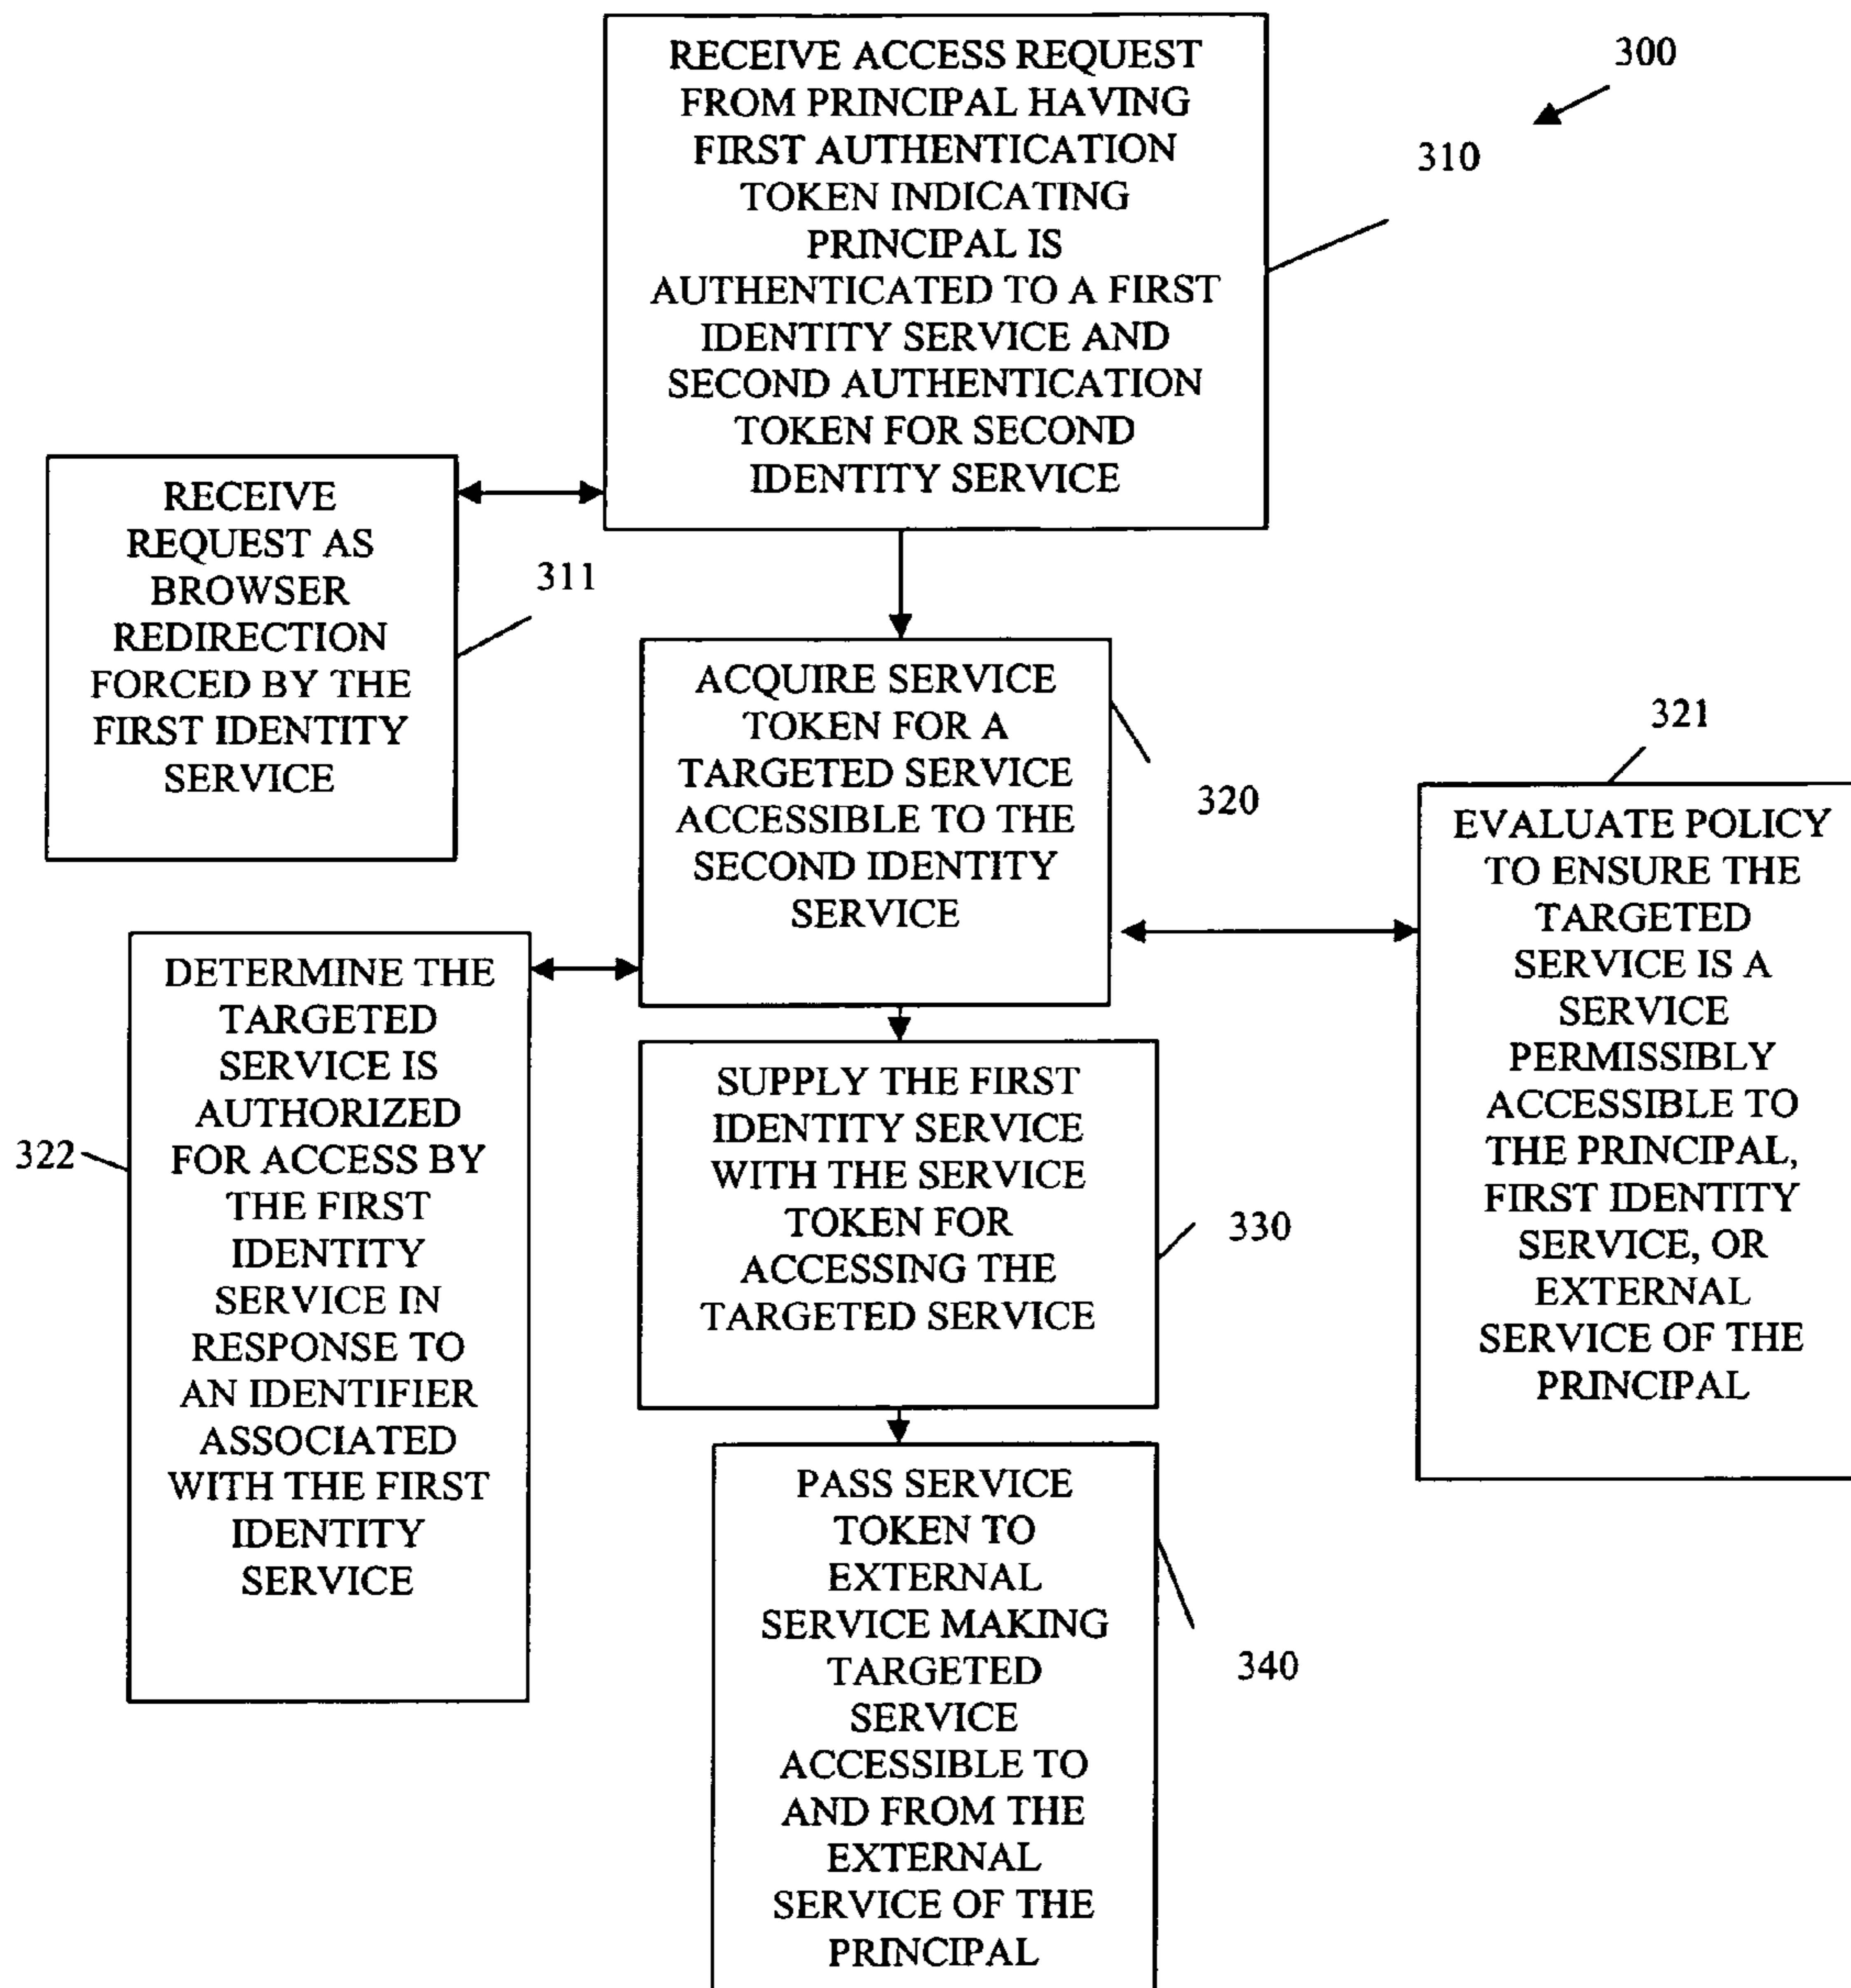 300
RECEIVE ACCESS REQUEST
FROM PRINCIPAL HAVING
FIRST AUTHENTICATION
TOKEN INDICATING
PRINCIPAL IS
AUTHENTICATED TO A FIRST
IDENTITY SERVICE AND
SECOND AUTHENTICATION
TOKEN FOR SECOND
IDENTITY SERVICE
310
RECEIVE
REQUEST AS
BROWSER
REDIRECTION
FORCED BY THE
FIRST IDENTITY
SERVICE
311
ACQUIRE SERVICE
TOKEN FOR A
TARGETED SERVICE
ACCESSIBLE TO THE
SECOND IDENTITY
SERVICE
320
321
EVALUATE POLICY
TO ENSURE THE
TARGETED
SERVICE IS A
SERVICE
PERMISSIBLY
ACCESSIBLE TO
THE PRINCIPAL,
FIRST IDENTITY
SERVICE, OR
EXTERNAL
SERVICE OF THE
PRINCIPAL
322
DETERMINE THE
TARGETED
SERVICE IS
AUTHORIZED
FOR ACCESS BY
THE FIRST
IDENTITY
SERVICE IN
RESPONSE TO
AN IDENTIFIER
ASSOCIATED
WITH THE FIRST
IDENTITY
SERVICE
SUPPLY THE FIRST
IDENTITY SERVICE
WITH THE SERVICE
TOKEN FOR
ACCESSING THE
TARGETED SERVICE
330
PASS SERVICE
TOKEN TO
EXTERNAL
SERVICE MAKING
TARGETED
SERVICE
ACCESSIBLE TO
AND FROM THE
EXTERNAL
SERVICE OF THE
PRINCIPAL
340